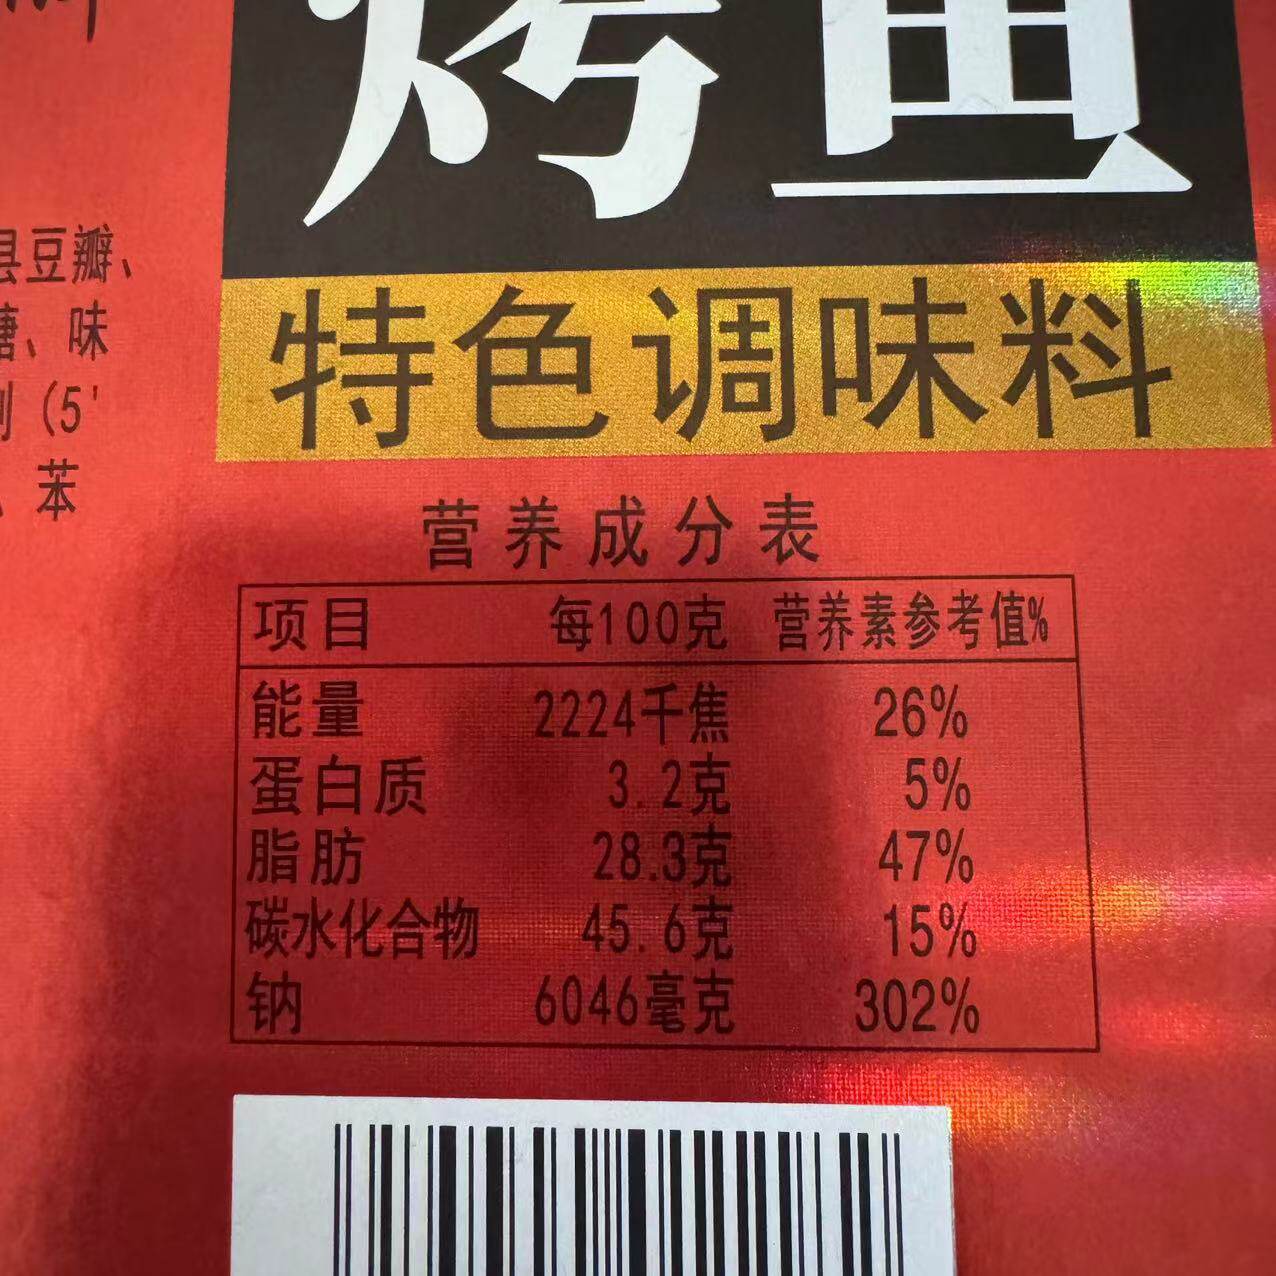 烤鱼
特色调味料
县豆瓣、
糖、味
剂（5'
、苯
营养成分表
项目 每100克 营养素参考值%
能量 2224千焦 26%
蛋白质 3.2克 5%
脂肪 28.3克 47%
碳水化合物 45.6克 15%
钠 6046毫克 302%